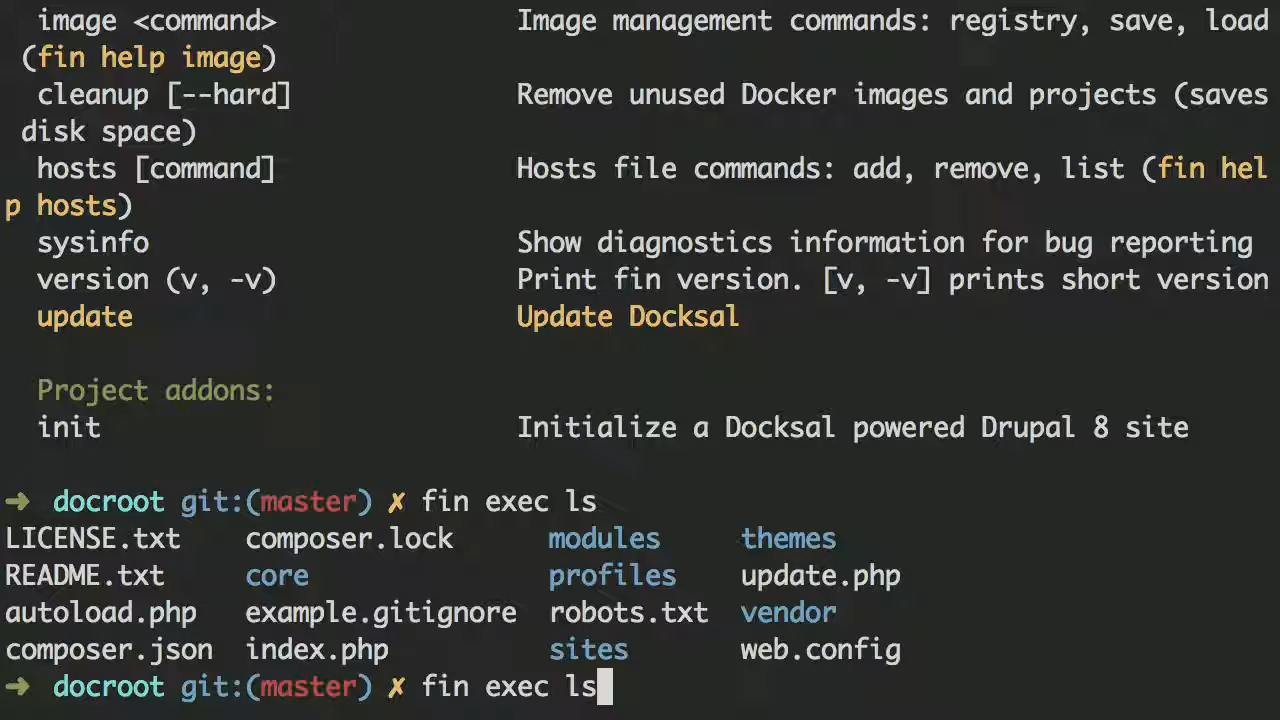 image <command> Image management commands: registry, save, load
(fin help image)
cleanup [--hard] Remove unused Docker images and projects (saves
disk space)
hosts [command] Hosts file commands: add, remove, list (fin hel
p hosts)
sysinfo Show diagnostics information for bug reporting
version (v, -v) Print fin version. [v, -v] prints short version
update Update Docksal
Project addons:
init Initialize a Docksal powered Drupal 8 site
➜ docroot git:(master) ✗ fin exec ls
LICENSE.txt composer.lock modules themes
README.txt core profiles update.php
autoload.php example.gitignore robots.txt vendor
composer.json index.php sites web.config
➜ docroot git:(master) ✗ fin exec ls